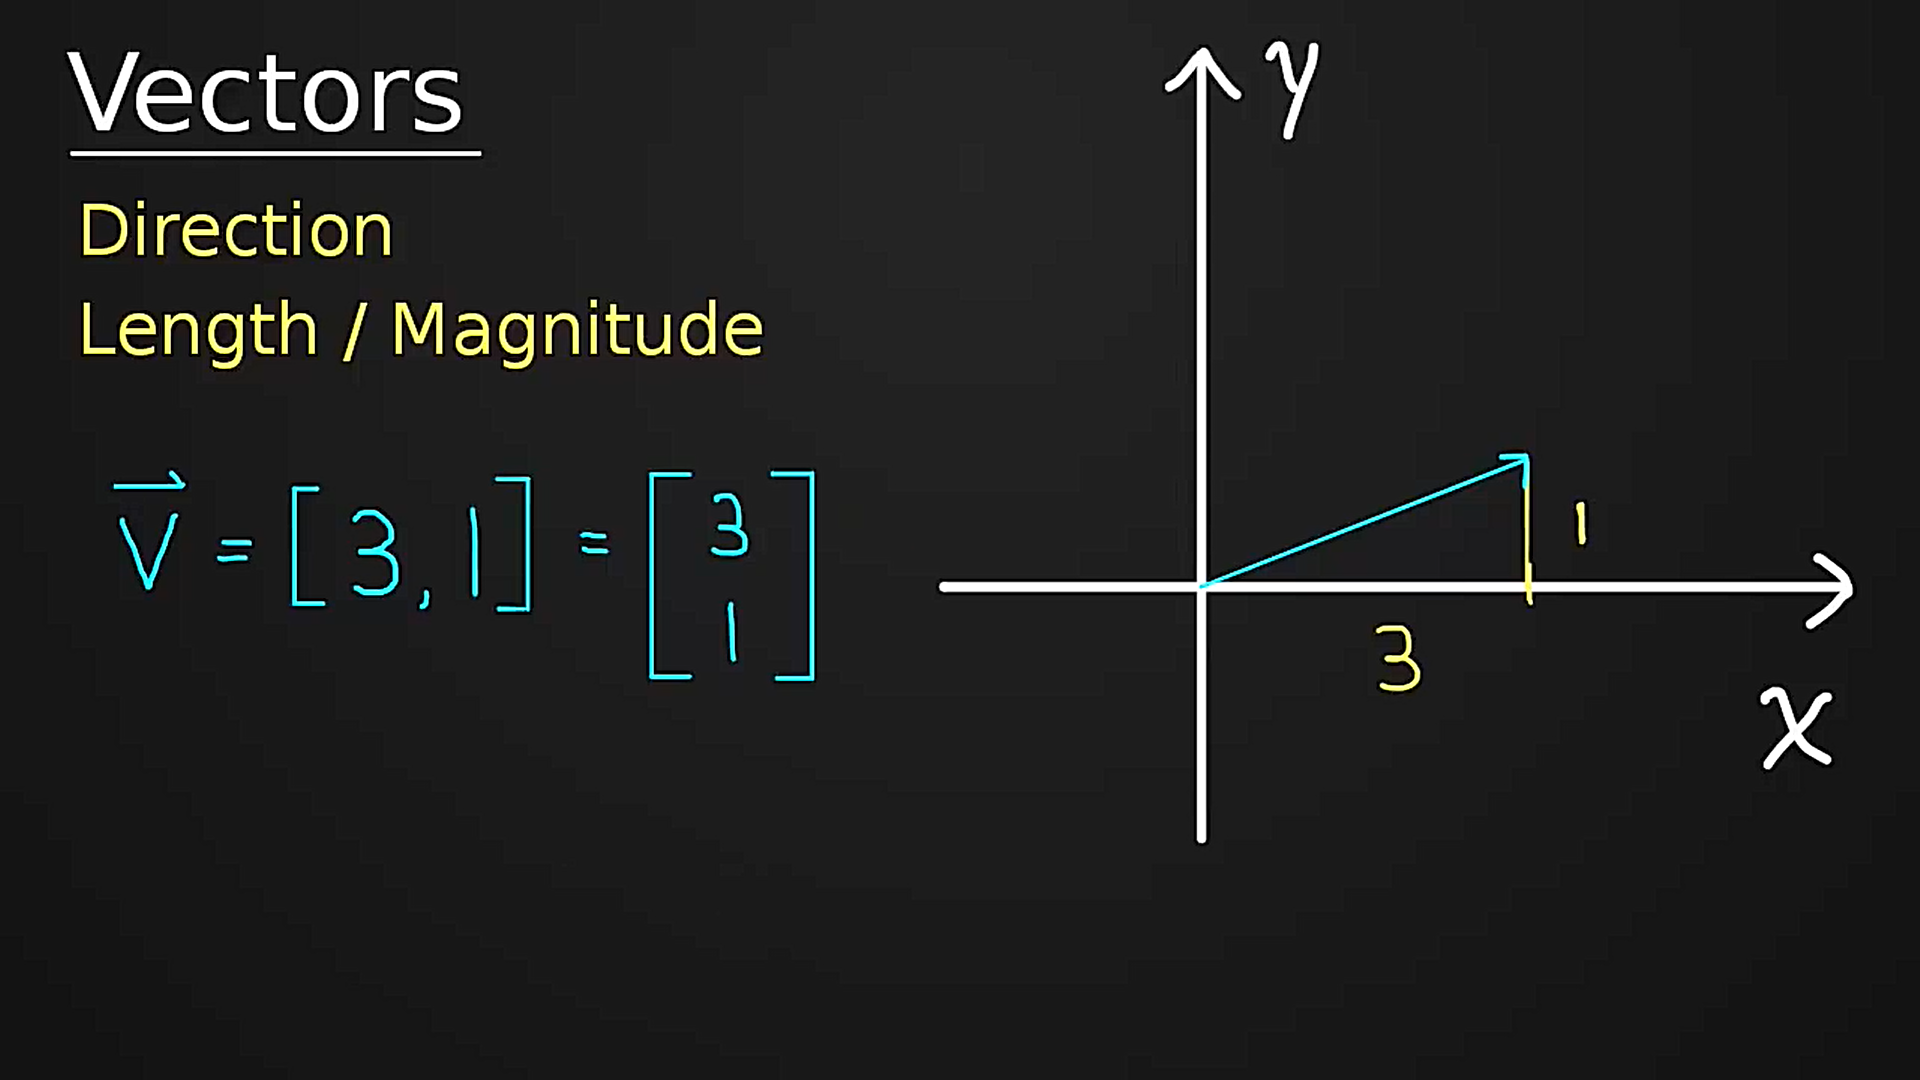 Vectors
Direction
Length / Magnitude
V = [3,1] = [3
1]
y
1
3
x